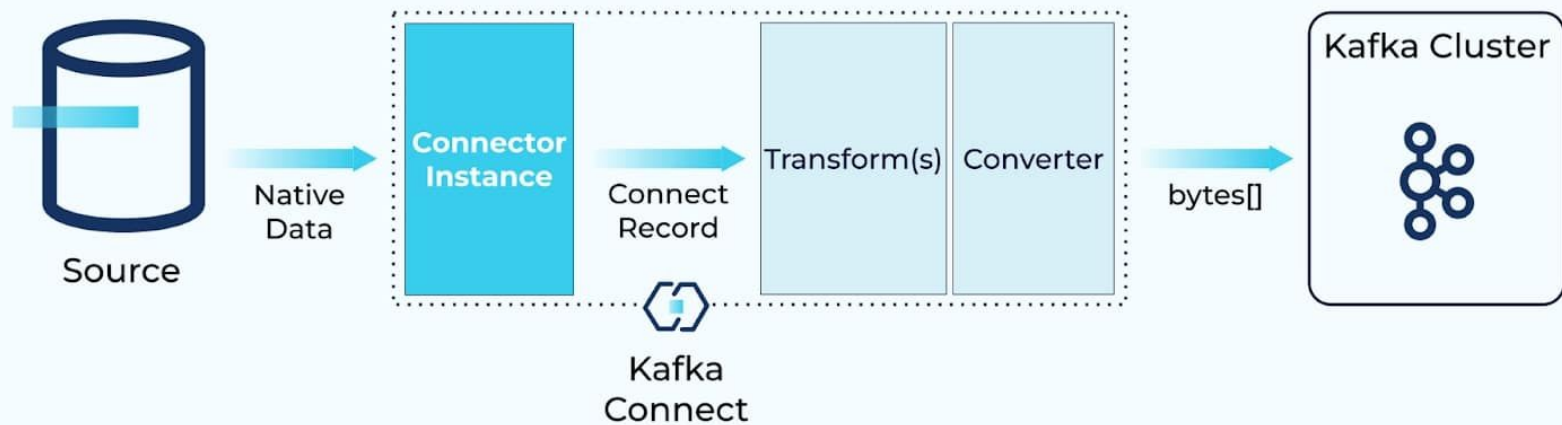 Source
Native
Data
Connector
Instance
Connect
Record
Transform(s)
Converter
bytes[]
Kafka Cluster
Kafka
Connect